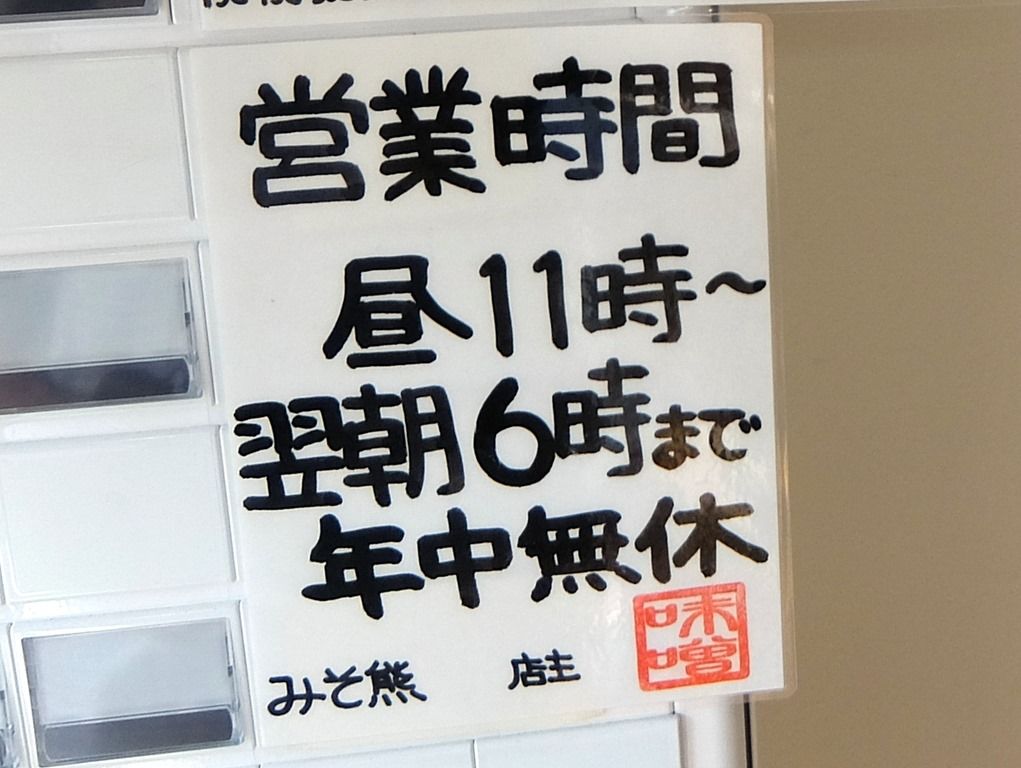 営業時間
昼11時～
翌朝6時まで
年中無休
みそ熊 店主
味噌